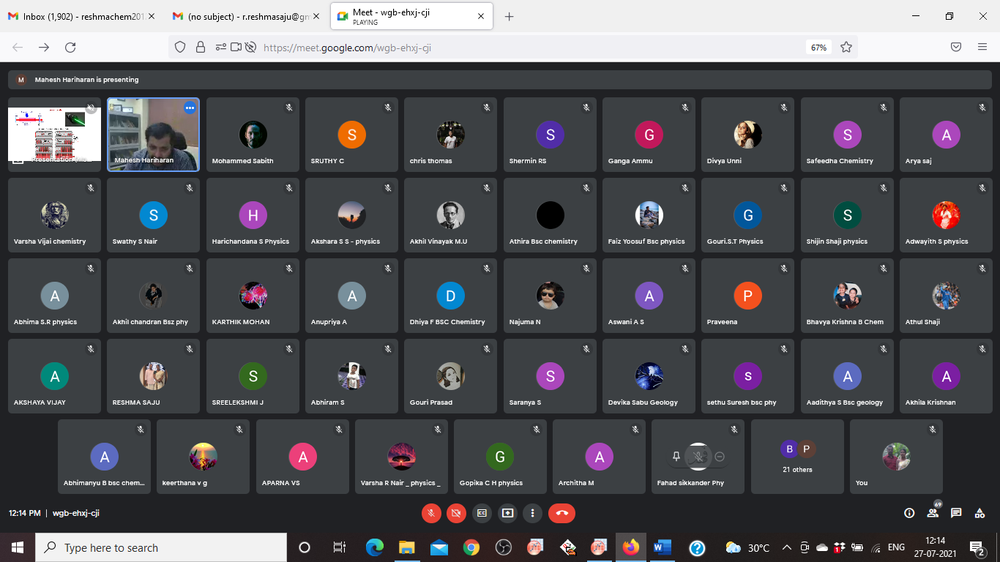 Inbox (1,902) - reshmachem201
(no subject) - r.reshmasaju@gm
Meet - wgb-ehxj-cji
PLAYING
https://meet.google.com/wgb-ehxj-cji
67%
M
Mahesh Hariharan is presenting
Presentation (Ma...
Mahesh Hariharan
Mohammed Sabith
S
SRUTHY C
chris thomas
S
Shermin RS
G
Ganga Ammu
Divya Unni
S
Safeedha Chemistry
A
Arya saj
Varsha Vijai chemistry
S
Swathy S Nair
H
Harichandana S Physics
Akshara S S - physics
Akhil Vinayak M.U
Athira Bsc chemistry
Faiz Yoosuf Bsc physics
G
Gouri.S.T Physics
S
Shijin Shaji physics
Adwayith S physics
A
Abhima S.R physics
Akhil chandran Bsz phy
KARTHIK MOHAN
A
Anupriya A
D
Dhiya F BSC Chemistry
Najuma N
A
Aswani A S
P
Praveena
Bhavya Krishna B Chem
Athul Shaji
A
AKSHAYA VIJAY
RESHMA SAJU
S
SREELEKSHMI J
Abhiram S
Gouri Prasad
S
Saranya S
Devika Sabu Geology
s
sethu Suresh bsc phy
A
Aadithya S Bsc geology
A
Akhila Krishnan
A
Abhimanyu B bsc chem...
keerthana v g
A
APARNA VS
Varsha R Nair _ physics _
G
Gopika C H physics
A
Architha M
Fahad sikkander Phy
B P
21 others
You
12:14 PM | wgb-ehxj-cji
69
Type here to search
30°C
ENG
12:14
27-07-2021
2